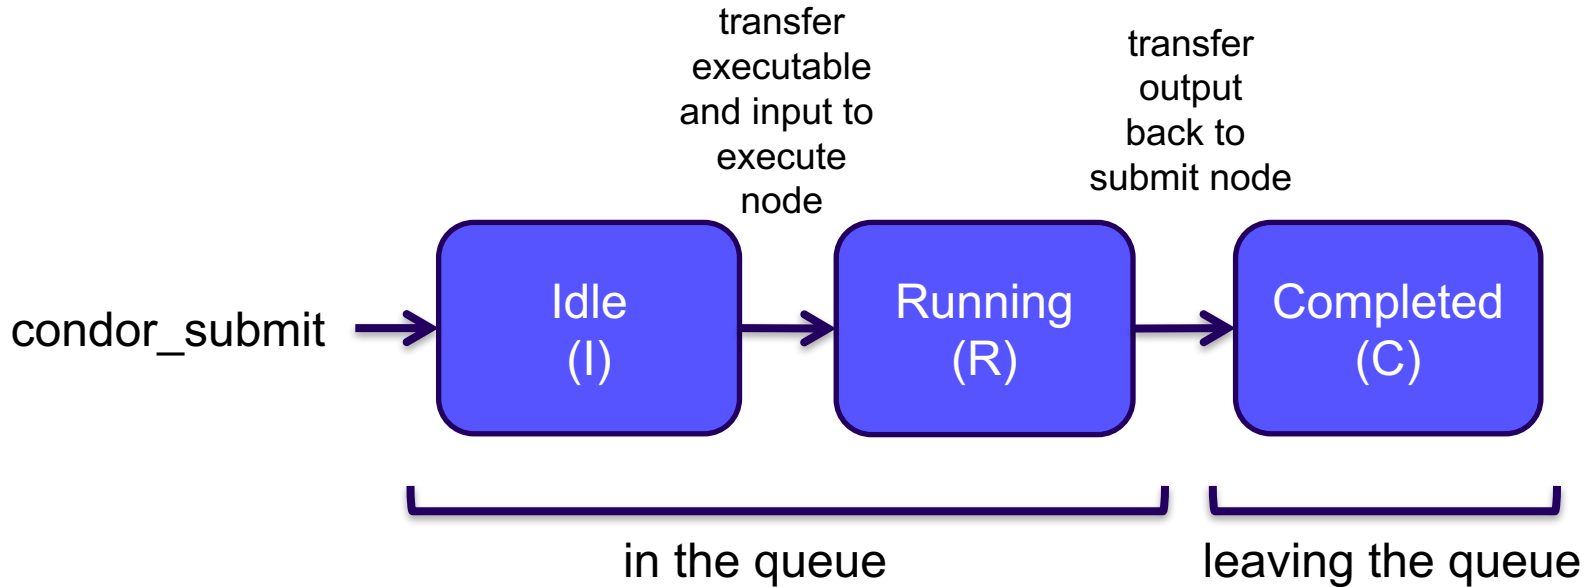 transfer
executable
and input to
execute
node
transfer
output
back to
submit node
condor_submit
Idle
(I)
Running
(R)
Completed
(C)
in the queue
leaving the queue